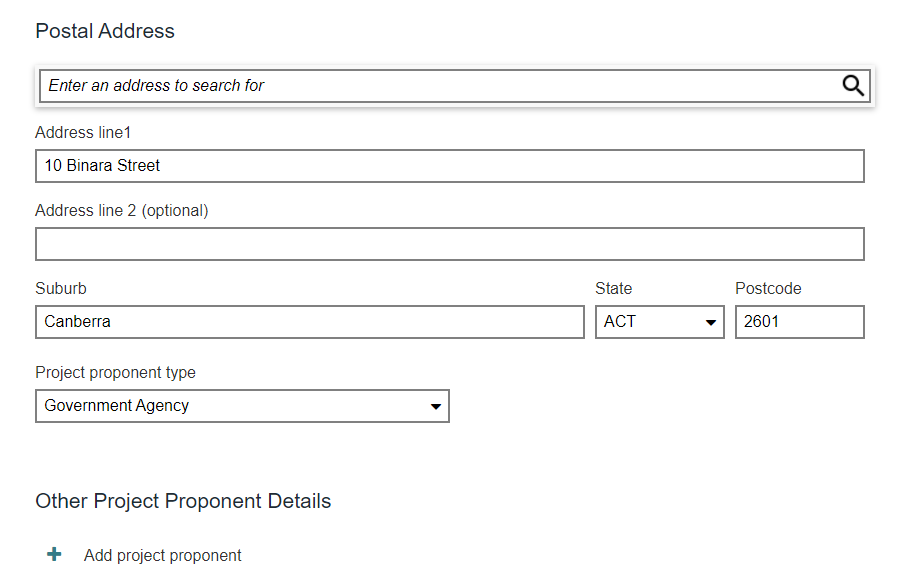 Postal Address
Enter an address to search for
Address line1
10 Binara Street
Address line 2 (optional)
Suburb State Postcode
Canberra ACT 2601
Project proponent type
Government Agency
Other Project Proponent Details
Add project proponent